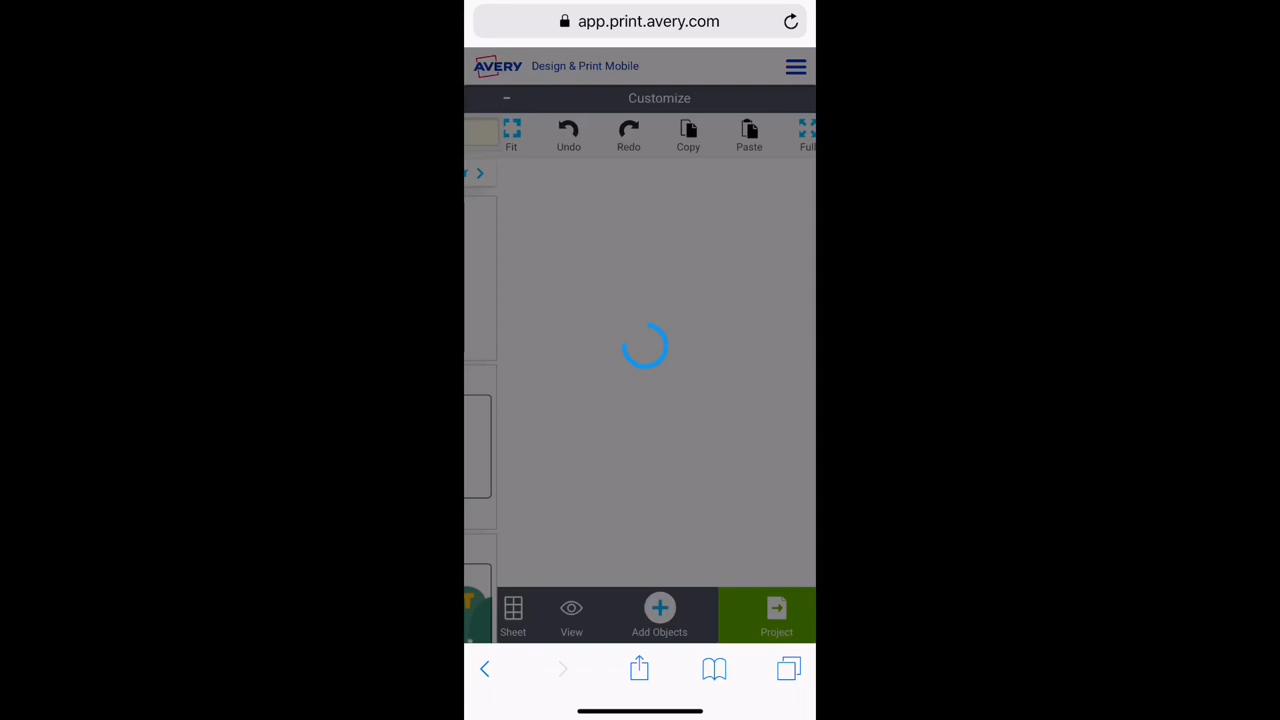 app.print.avery.com
AVERY Design & Print Mobile
Customize
Fit Undo Redo Copy Paste Full
Sheet View Add Objects Project